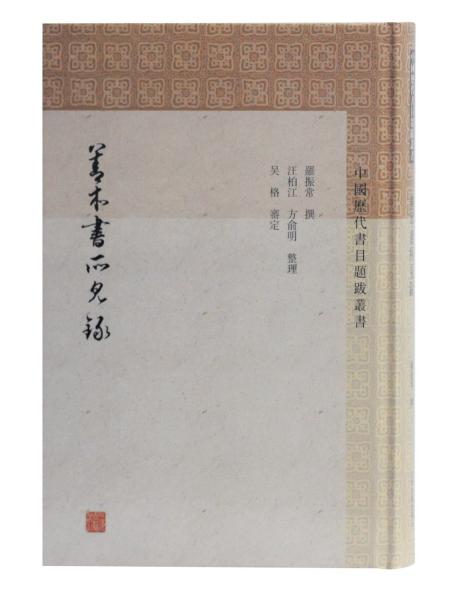 中國歷代書目題跋叢書
羅振常 撰
汪柏江 方俞明 整理
吳格 審定
善本書所見錄